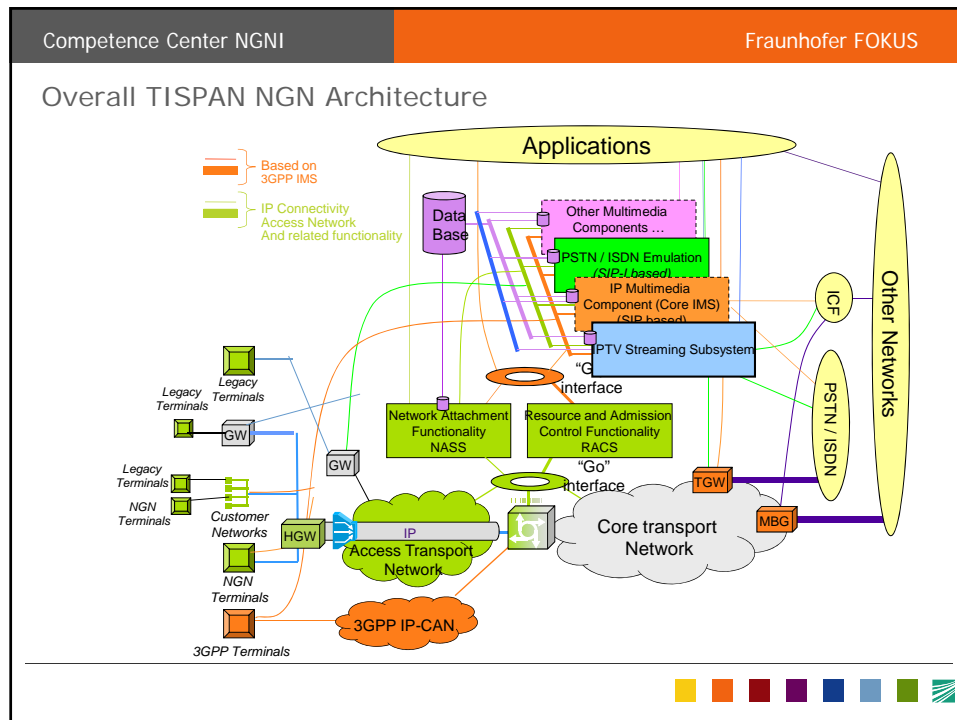 Competence Center NGNI
Fraunhofer FOKUS
Overall TISPAN NGN Architecture
Applications
Based on
3GPP IMS
IP Connectivity
Access Network
And related functionality
Data
Base
Other Multimedia
Components …
PSTN / ISDN Emulation
(SIP-I based)
IP Multimedia
Component (Core IMS)
(SIP based)
IPTV Streaming Subsystem
ICF
Other Networks
PSTN / ISDN
"G
interface
Legacy
Terminals
Legacy
Terminals
GW
Network Attachment
Functionality
NASS
Resource and Admission
Control Functionality
RACS
"Go"
interface
GW
Legacy
Terminals
NGN
Terminals
Customer
Networks
HGW
IP
Access Transport
Network
Core transport
Network
TGW
MBG
NGN
Terminals
3GPP IP-CAN
3GPP Terminals